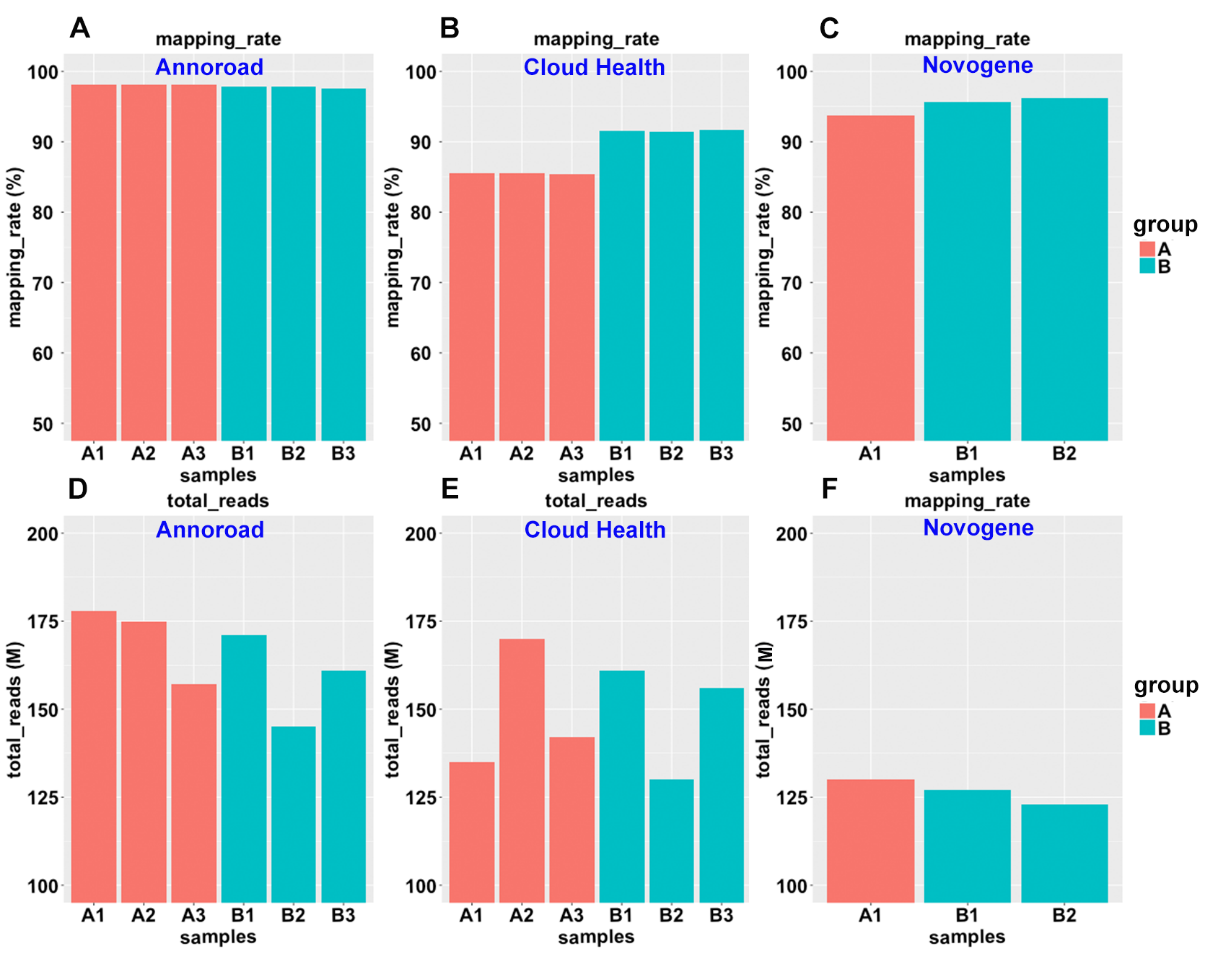 A
mapping_rate
Annoroad
100
90
80
70
60
50
mapping_rate (%)
A1 A2 A3 B1 B2 B3
samples
B
mapping_rate
Cloud Health
100
90
80
70
60
50
mapping_rate (%)
A1 A2 A3 B1 B2 B3
samples
C
mapping_rate
Novogene
100
90
80
70
60
50
mapping_rate (%)
A1 B1 B2
samples
group
A
B
D
total_reads
Annoroad
200
175
150
125
100
total_reads (M)
A1 A2 A3 B1 B2 B3
samples
E
total_reads
Cloud Health
200
175
150
125
100
total_reads (M)
A1 A2 A3 B1 B2 B3
samples
F
mapping_rate
Novogene
200
175
150
125
100
total_reads (M)
A1 B1 B2
samples
group
A
B